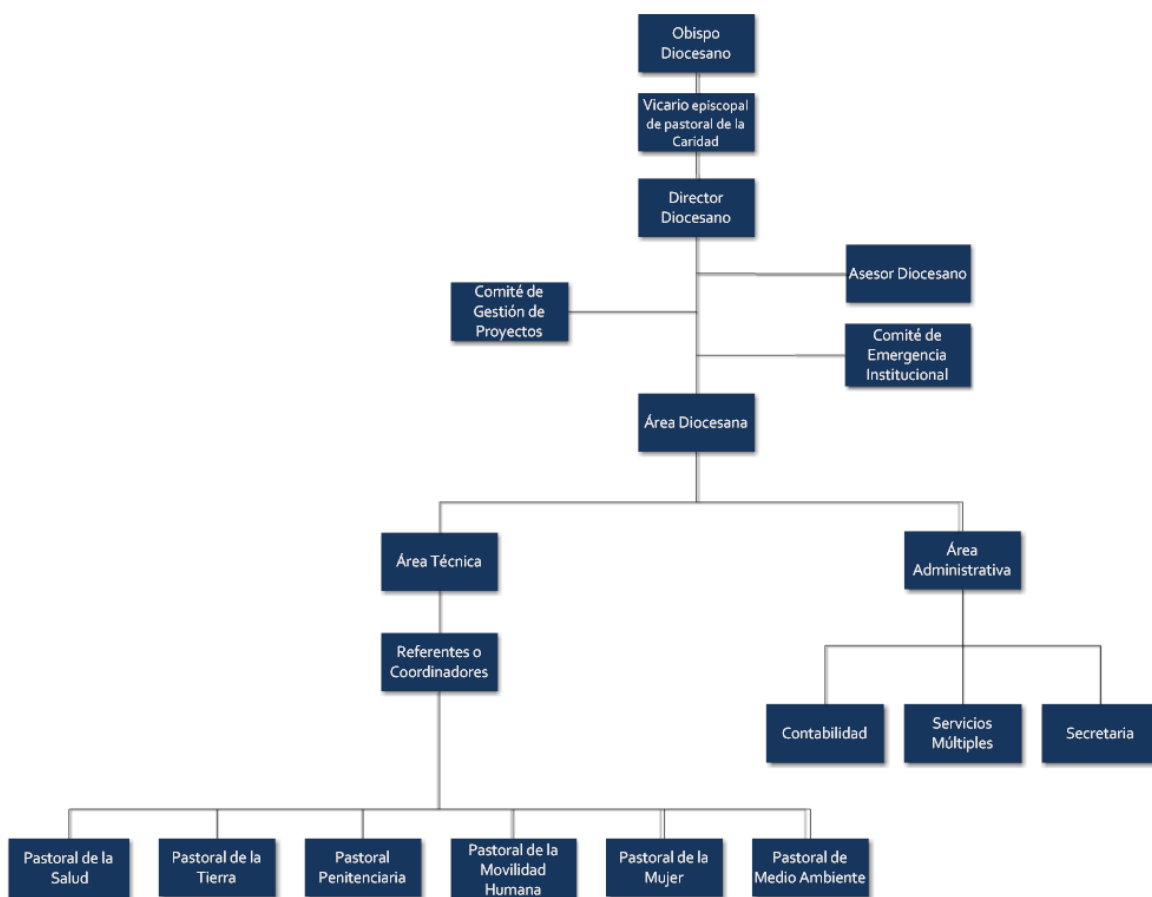 Obispo
Diocesano
Vicario episcopal
de pastoral de la
Caridad
Director
Diocesano
Asesor Diocesano
Comité de
Gestión de
Proyectos
Comité de
Emergencia
Institucional
Área Diocesana
Área Técnica
Área
Administrativa
Referentes o
Coordinadores
Contabilidad
Servicios
Múltiples
Secretaria
Pastoral de la
Salud
Pastoral de la
Tierra
Pastoral
Penitenciaria
Pastoral de la
Movilidad
Humana
Pastoral de la
Mujer
Pastoral de
Medio Ambiente